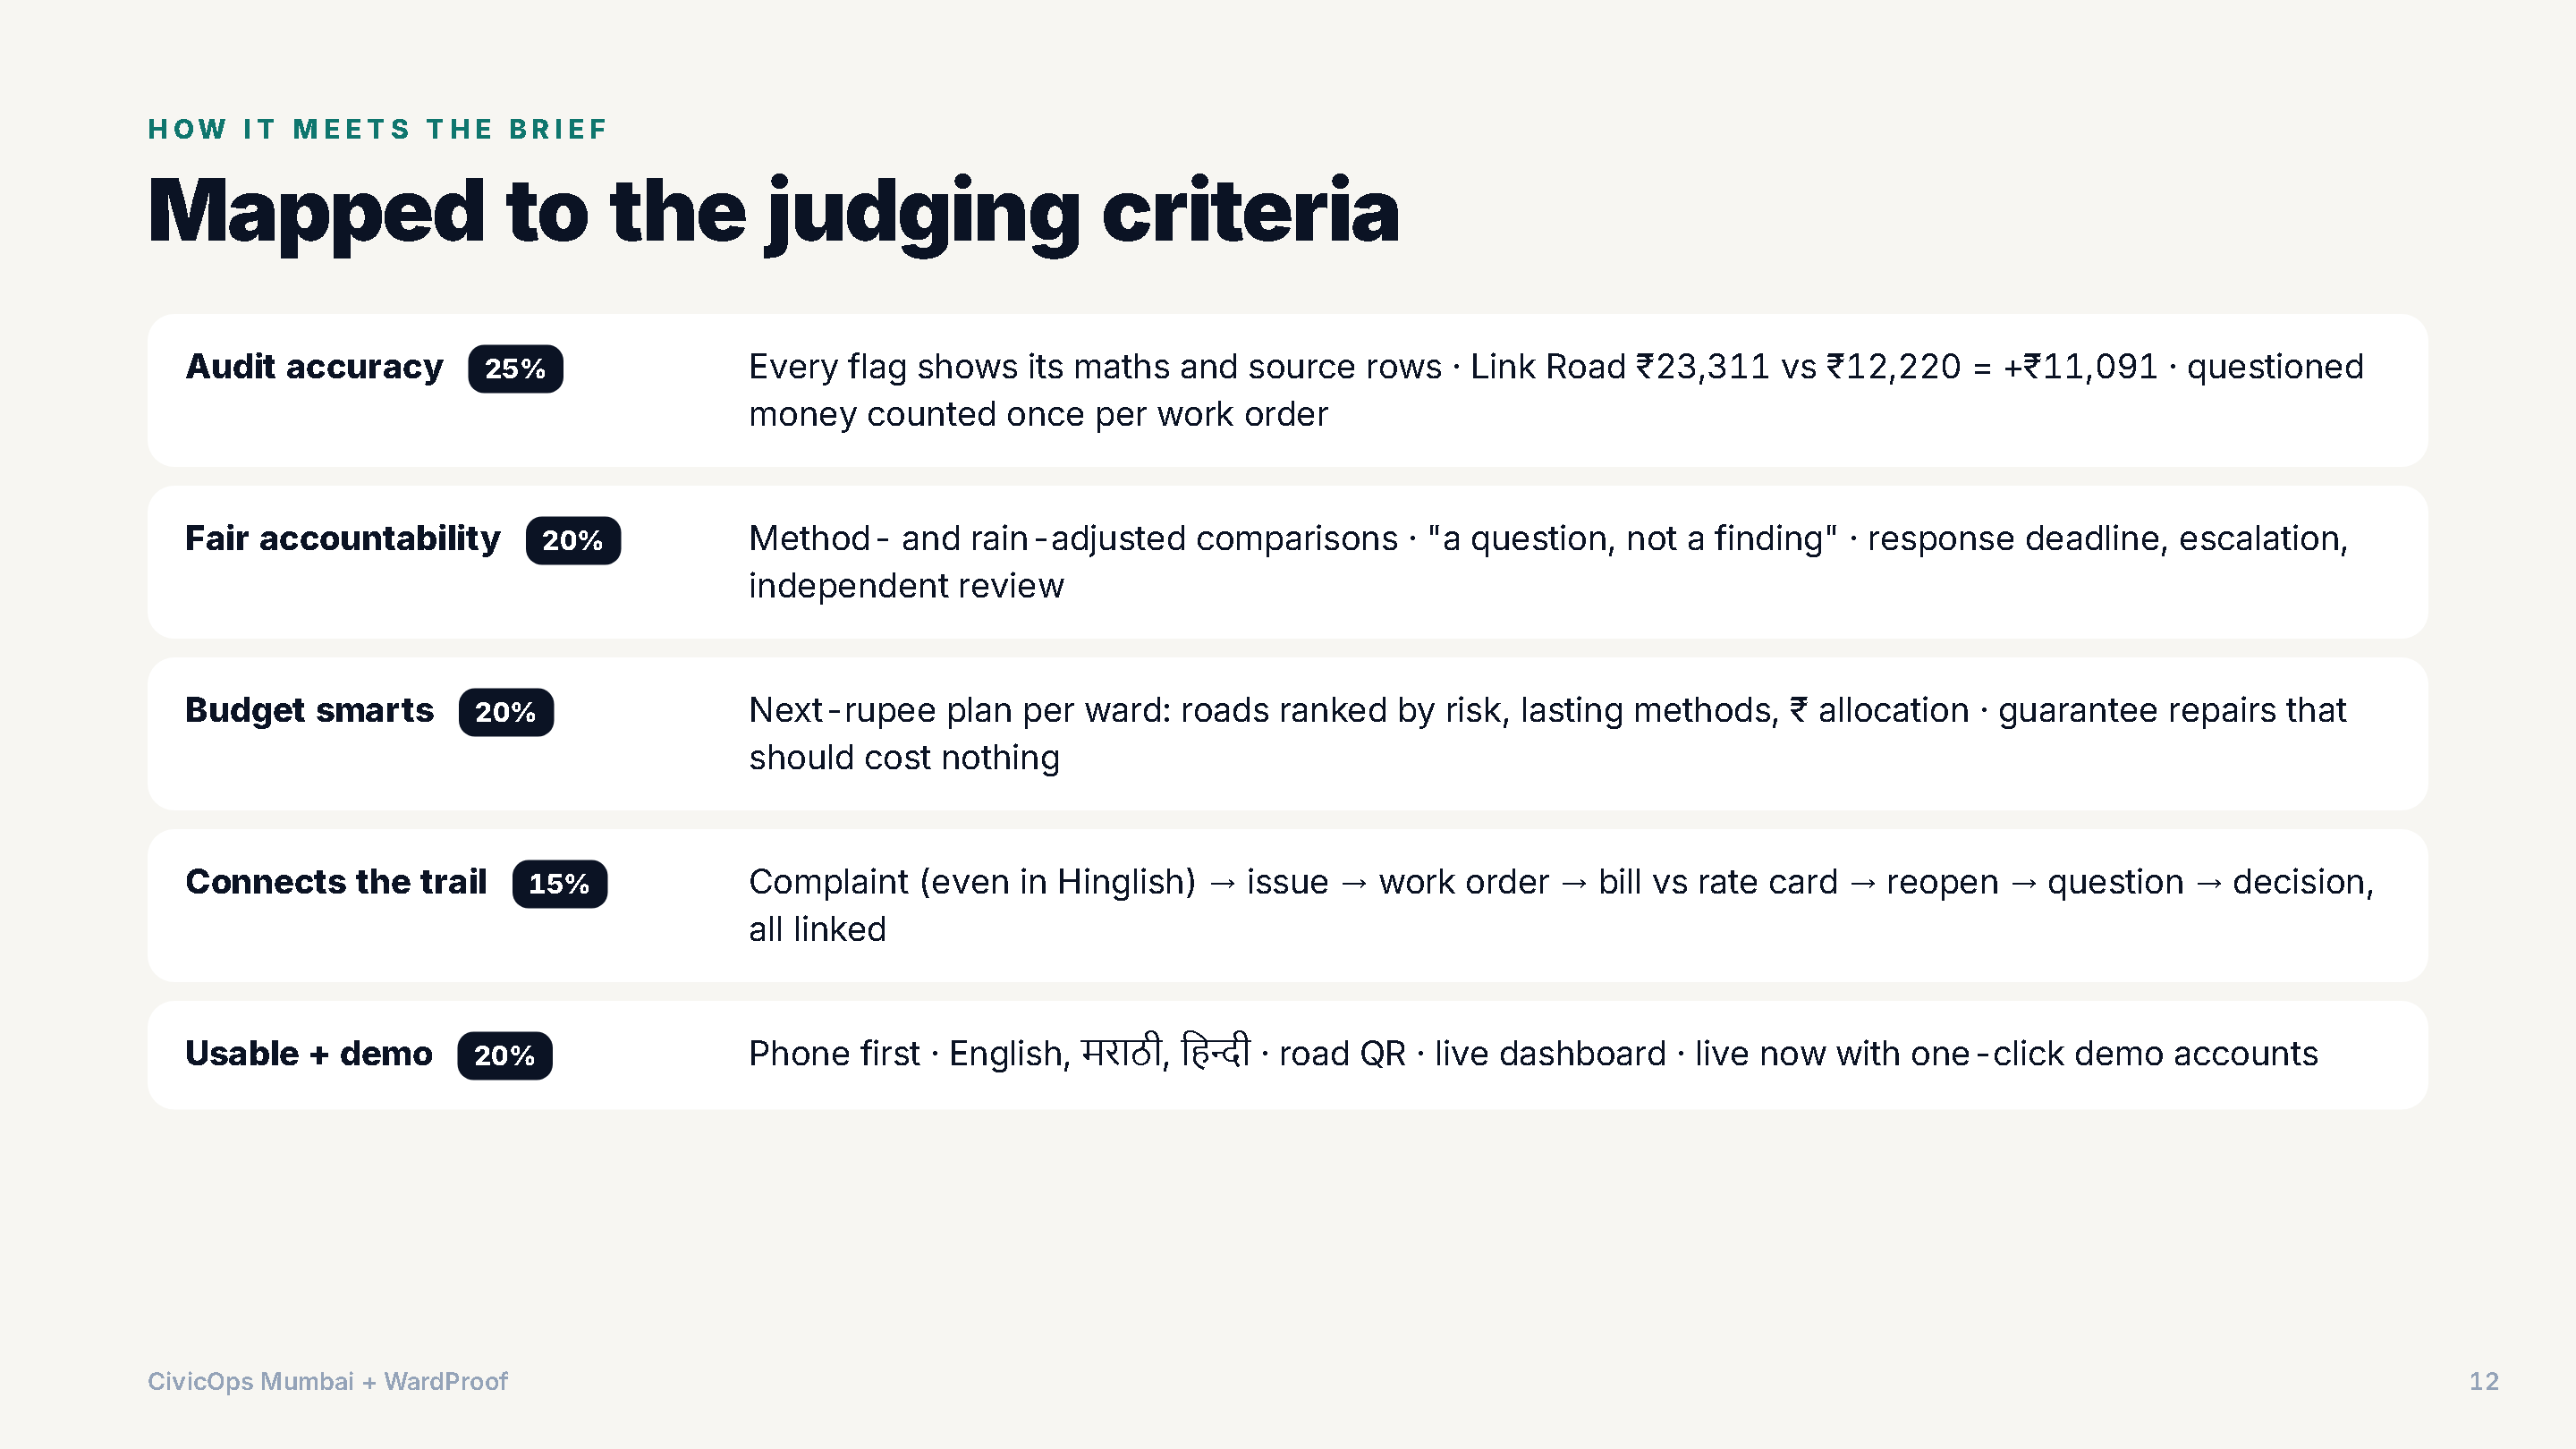 HOW IT MEETS THE BRIEF
Mapped to the judging criteria
Audit accuracy 25%
Every flag shows its maths and source rows · Link Road ₹23,311 vs ₹12,220 = +₹11,091 · questioned
money counted once per work order
Fair accountability 20%
Method- and rain-adjusted comparisons · "a question, not a finding" · response deadline, escalation,
independent review
Budget smarts 20%
Next-rupee plan per ward: roads ranked by risk, lasting methods, ₹ allocation · guarantee repairs that
should cost nothing
Connects the trail 15%
Complaint (even in Hinglish) → issue → work order → bill vs rate card → reopen → question → decision,
all linked
Usable + demo 20%
Phone first · English, मराठी, हिन्दी · road QR · live dashboard · live now with one-click demo accounts
CivicOps Mumbai + WardProof
12